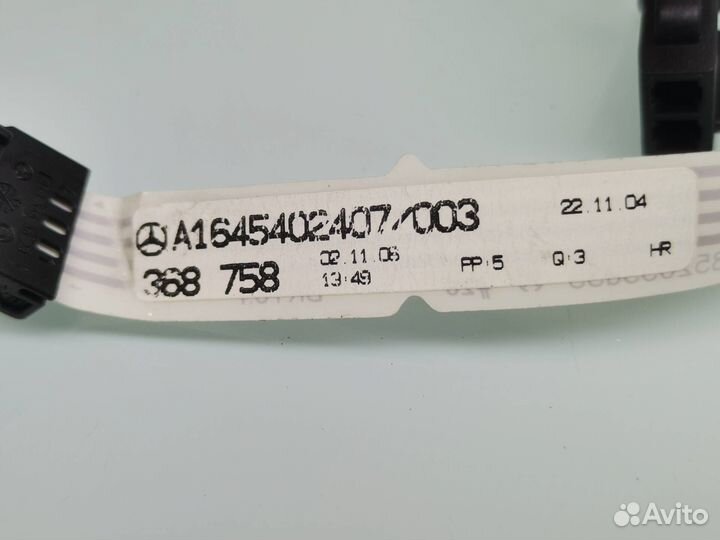 A1645402407/003
22.11.04
368 758
02.11.06
13:49
PP:5
Q:3
HR
Avito